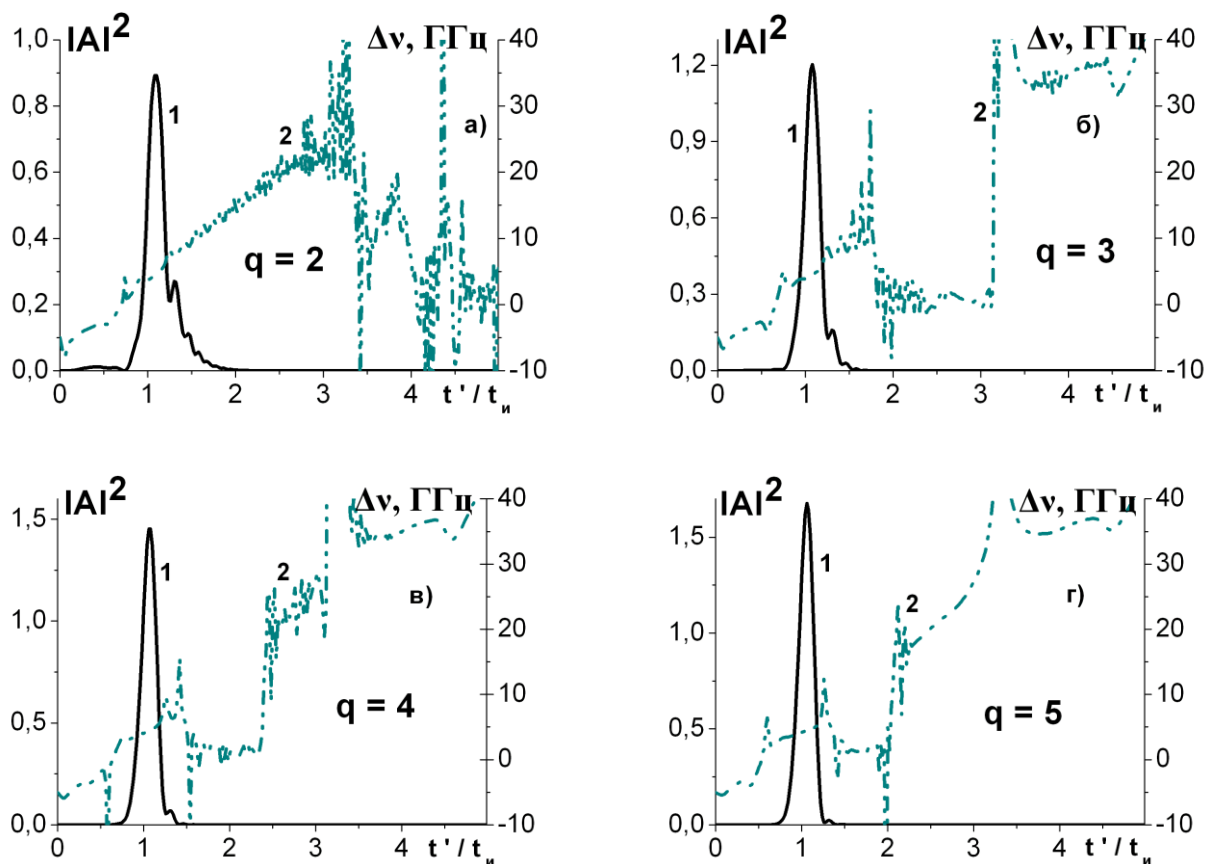 |A|² Δν, ГГц
1,0 40
30
0,8
1 а)
0,6 2 20
0,4 q = 2 10
0
0,2
0,0 -10
0 1 2 3 4 t' / tи
|A|² Δν, ГГц
40
1,2
30
0,9 1 2 б)
20
0,6
10
q = 3
0,3 0
0,0 -10
0 1 2 3 4 t' / tи
|A|² Δν, ГГц
1,5 40
30
1 2 в)
1,0 20
10
0,5 q = 4
0
0,0 -10
0 1 2 3 4 t' / tи
|A|² Δν, ГГц
40
1,5
30
1 2 г)
1,0 20
10
0,5 q = 5
0
0,0 -10
0 1 2 3 4 t' / tи